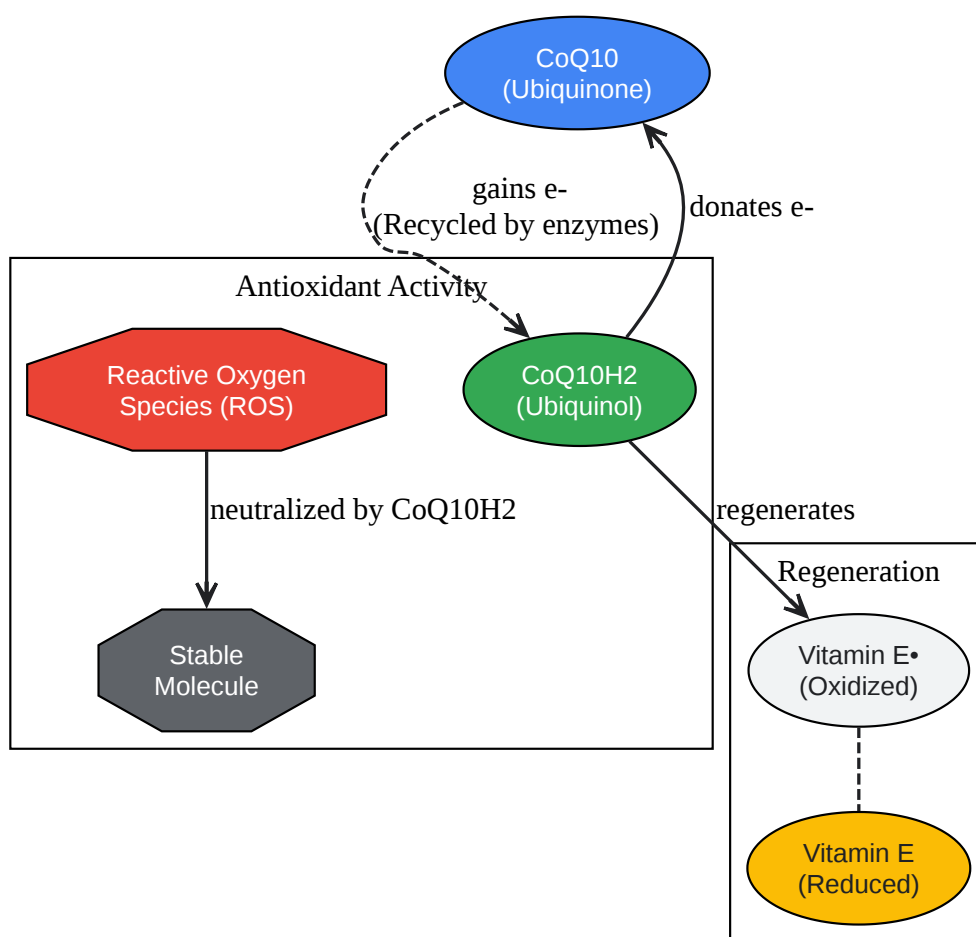 CoQ10
(Ubiquinone)
gains e-
(Recycled by enzymes)
donates e-
Antioxidant Activity
Reactive Oxygen
Species (ROS)
CoQ10H2
(Ubiquinol)
neutralized by CoQ10H2
regenerates
Regeneration
Stable
Molecule
Vitamin E•
(Oxidized)
Vitamin E
(Reduced)